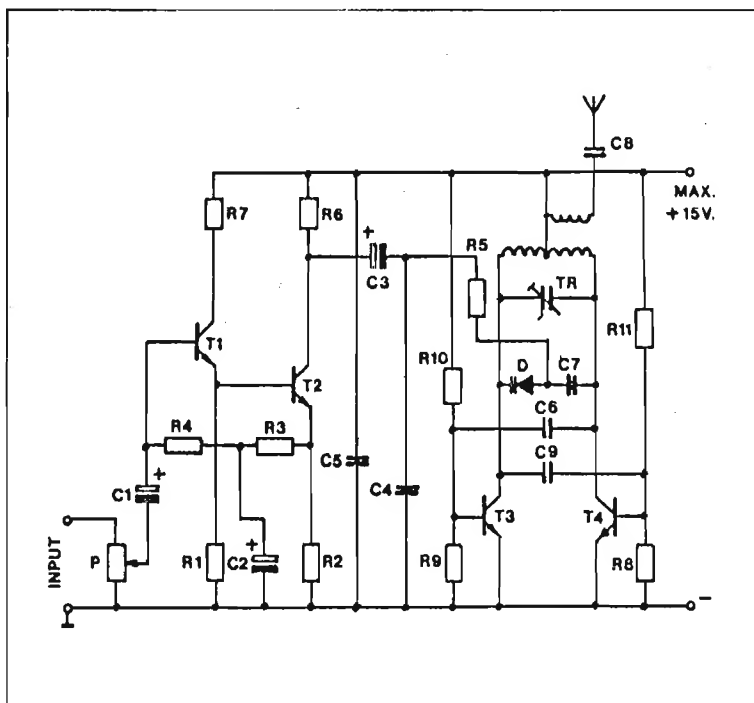 C8
MAX.
+ 15V.
R7
R6
+
C3
R5
TR
R11
T1
R10
D
C7
T2
C6
R4
R3
C5
C9
C1
+
C4
T3
T4
INPUT
P
R1
C2
+
R2
R9
R8
-